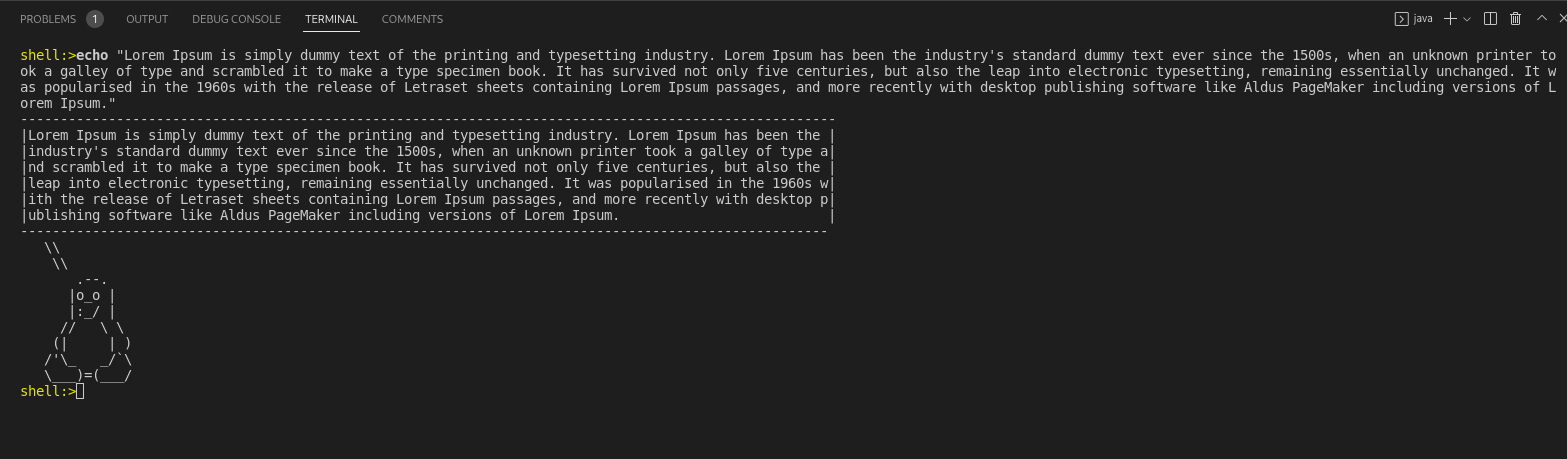 PROBLEMS 1 OUTPUT DEBUG CONSOLE TERMINAL COMMENTS java
shell:>echo "Lorem Ipsum is simply dummy text of the printing and typesetting industry. Lorem Ipsum has been the industry's standard dummy text ever since the 1500s, when an unknown printer to
ok a galley of type and scrambled it to make a type specimen book. It has survived not only five centuries, but also the leap into electronic typesetting, remaining essentially unchanged. It w
as popularised in the 1960s with the release of Letraset sheets containing Lorem Ipsum passages, and more recently with desktop publishing software like Aldus PageMaker including versions of L
orem Ipsum."
------------------------------------------------------------------------------------------------------
|Lorem Ipsum is simply dummy text of the printing and typesetting industry. Lorem Ipsum has been the |
|industry's standard dummy text ever since the 1500s, when an unknown printer took a galley of type a|
|nd scrambled it to make a type specimen book. It has survived not only five centuries, but also the |
|leap into electronic typesetting, remaining essentially unchanged. It was popularised in the 1960s w|
|ith the release of Letraset sheets containing Lorem Ipsum passages, and more recently with desktop p|
|ublishing software like Aldus PageMaker including versions of Lorem Ipsum.                          |
-----------------------------------------------------------------------------------------------------
   \\
    \\
       .--.
      |o_o |
      |:_/ |
     //   \ \
    (|     | )
   /'\_   _/`\
   \___)=(___/
shell:>